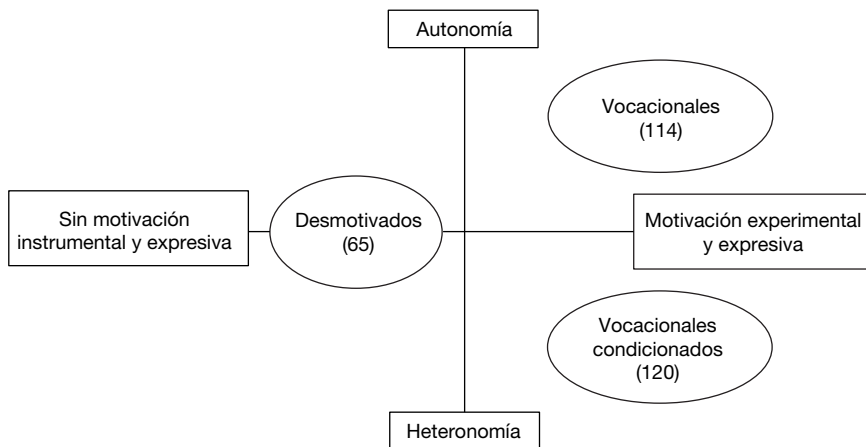 Autonomía
Vocacionales
(114)
Sin motivación
instrumental y expresiva
Desmotivados
(65)
Motivación experimental
y expresiva
Vocacionales
condicionados
(120)
Heteronomía